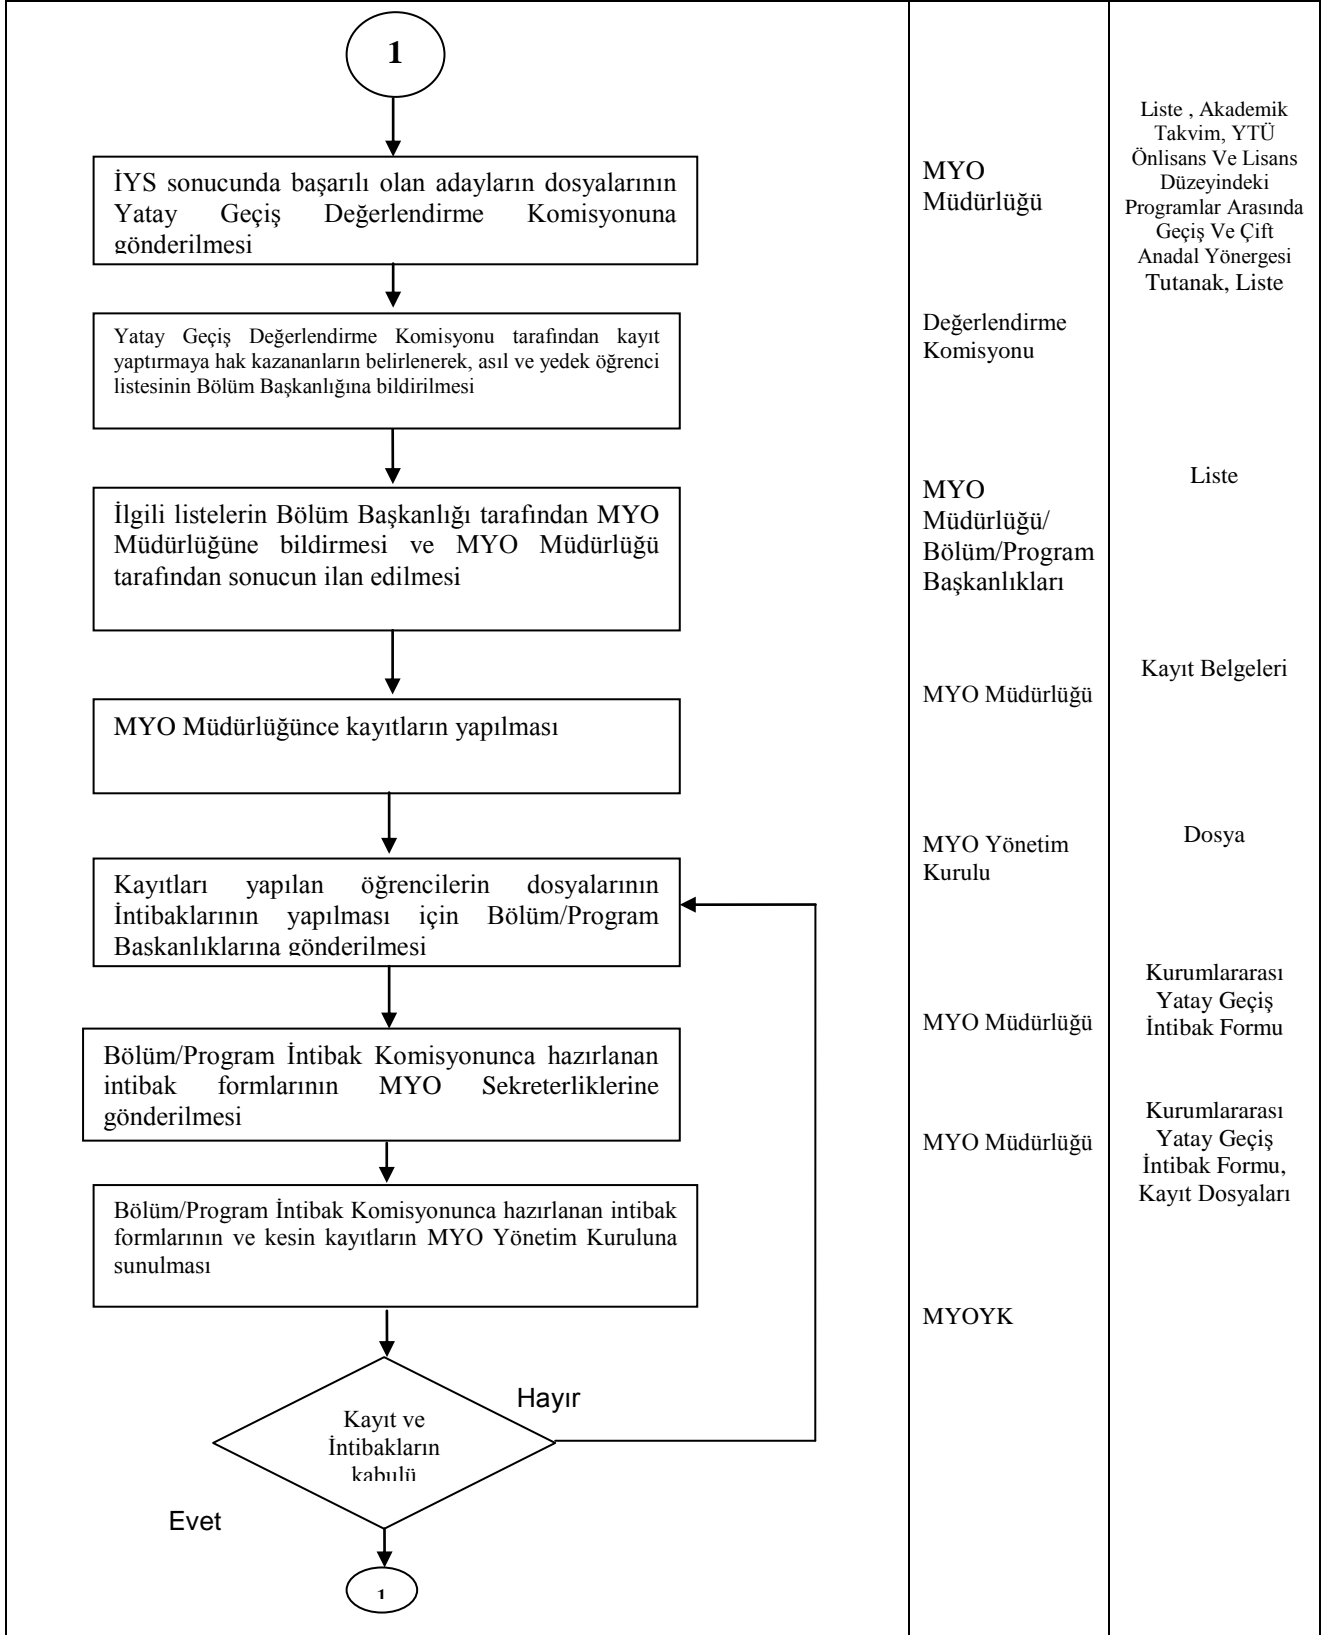 1
İYS sonucunda başarılı olan adayların dosyalarının
Yatay Geçiş Değerlendirme Komisyonuna
gönderilmesi
Yatay Geçiş Değerlendirme Komisyonu tarafından kayıt
yaptırmaya hak kazananların belirlenerek, asıl ve yedek öğrenci
listesinin Bölüm Başkanlığına bildirilmesi
İlgili listelerin Bölüm Başkanlığı tarafından MYO
Müdürlüğüne bildirmesi ve MYO Müdürlüğü
tarafından sonucun ilan edilmesi
MYO Müdürlüğünce kayıtların yapılması
Kayıtları yapılan öğrencilerin dosyalarının
İntibaklarının yapılması için Bölüm/Program
Başkanlıklarına gönderilmesi
Bölüm/Program İntibak Komisyonunca hazırlanan
intibak formlarının MYO Sekreterliklerine
gönderilmesi
Bölüm/Program İntibak Komisyonunca hazırlanan intibak
formlarının ve kesin kayıtların MYO Yönetim Kuruluna
sunulması
Hayır
Kayıt ve
İntibakların
kabulü
Evet
1
MYO
Müdürlüğü
Değerlendirme
Komisyonu
MYO
Müdürlüğü/
Bölüm/Program
Başkanlıkları
MYO Müdürlüğü
MYO Yönetim
Kurulu
MYO Müdürlüğü
MYO Müdürlüğü
MYOYK
Liste , Akademik
Takvim, YTÜ
Önlisans Ve Lisans
Düzeyindeki
Programlar Arasında
Geçiş Ve Çift
Anadal Yönergesi
Tutanak, Liste
Liste
Kayıt Belgeleri
Dosya
Kurumlararası
Yatay Geçiş
İntibak Formu
Kurumlararası
Yatay Geçiş
İntibak Formu,
Kayıt Dosyaları